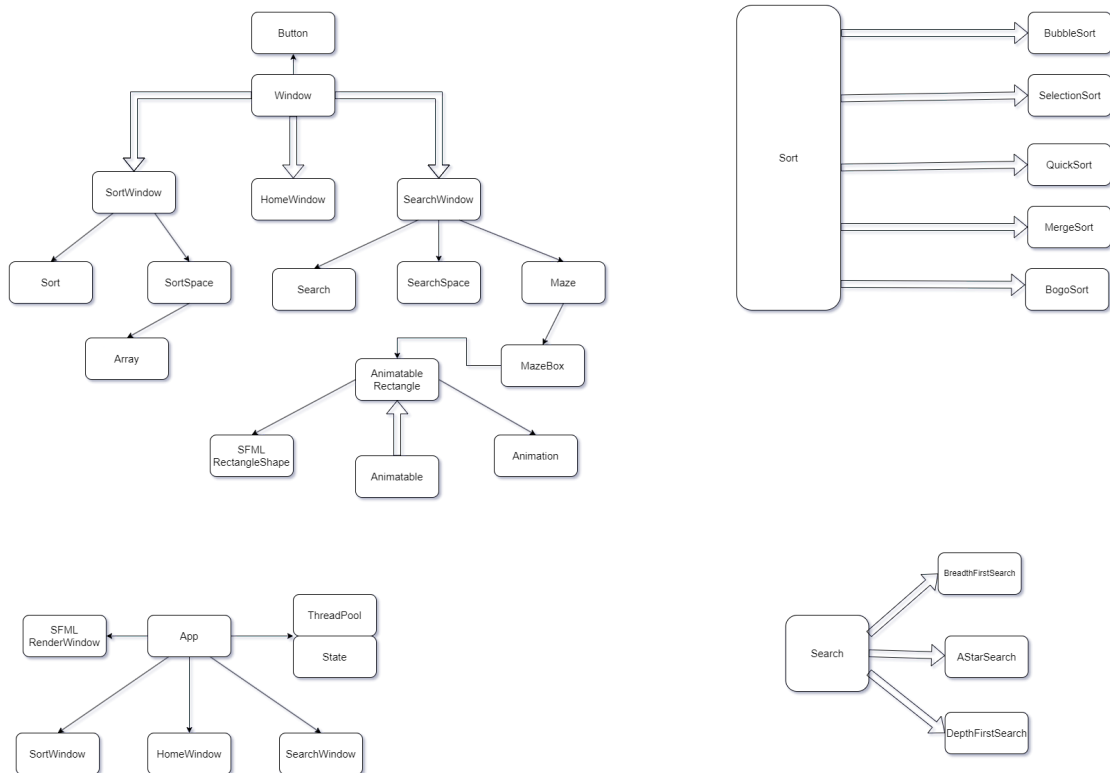 Button
Window
SortWindow
HomeWindow
SearchWindow
Sort
SortSpace
Search
SearchSpace
Maze
Array
MazeBox
Animatable
Rectangle
SFML
RectangleShape
Animatable
Animation
Sort
BubbleSort
SelectionSort
QuickSort
MergeSort
BogoSort
SFML
RenderWindow
App
ThreadPool
State
SortWindow
HomeWindow
SearchWindow
Search
BreadthFirstSearch
AStarSearch
DepthFirstSearch